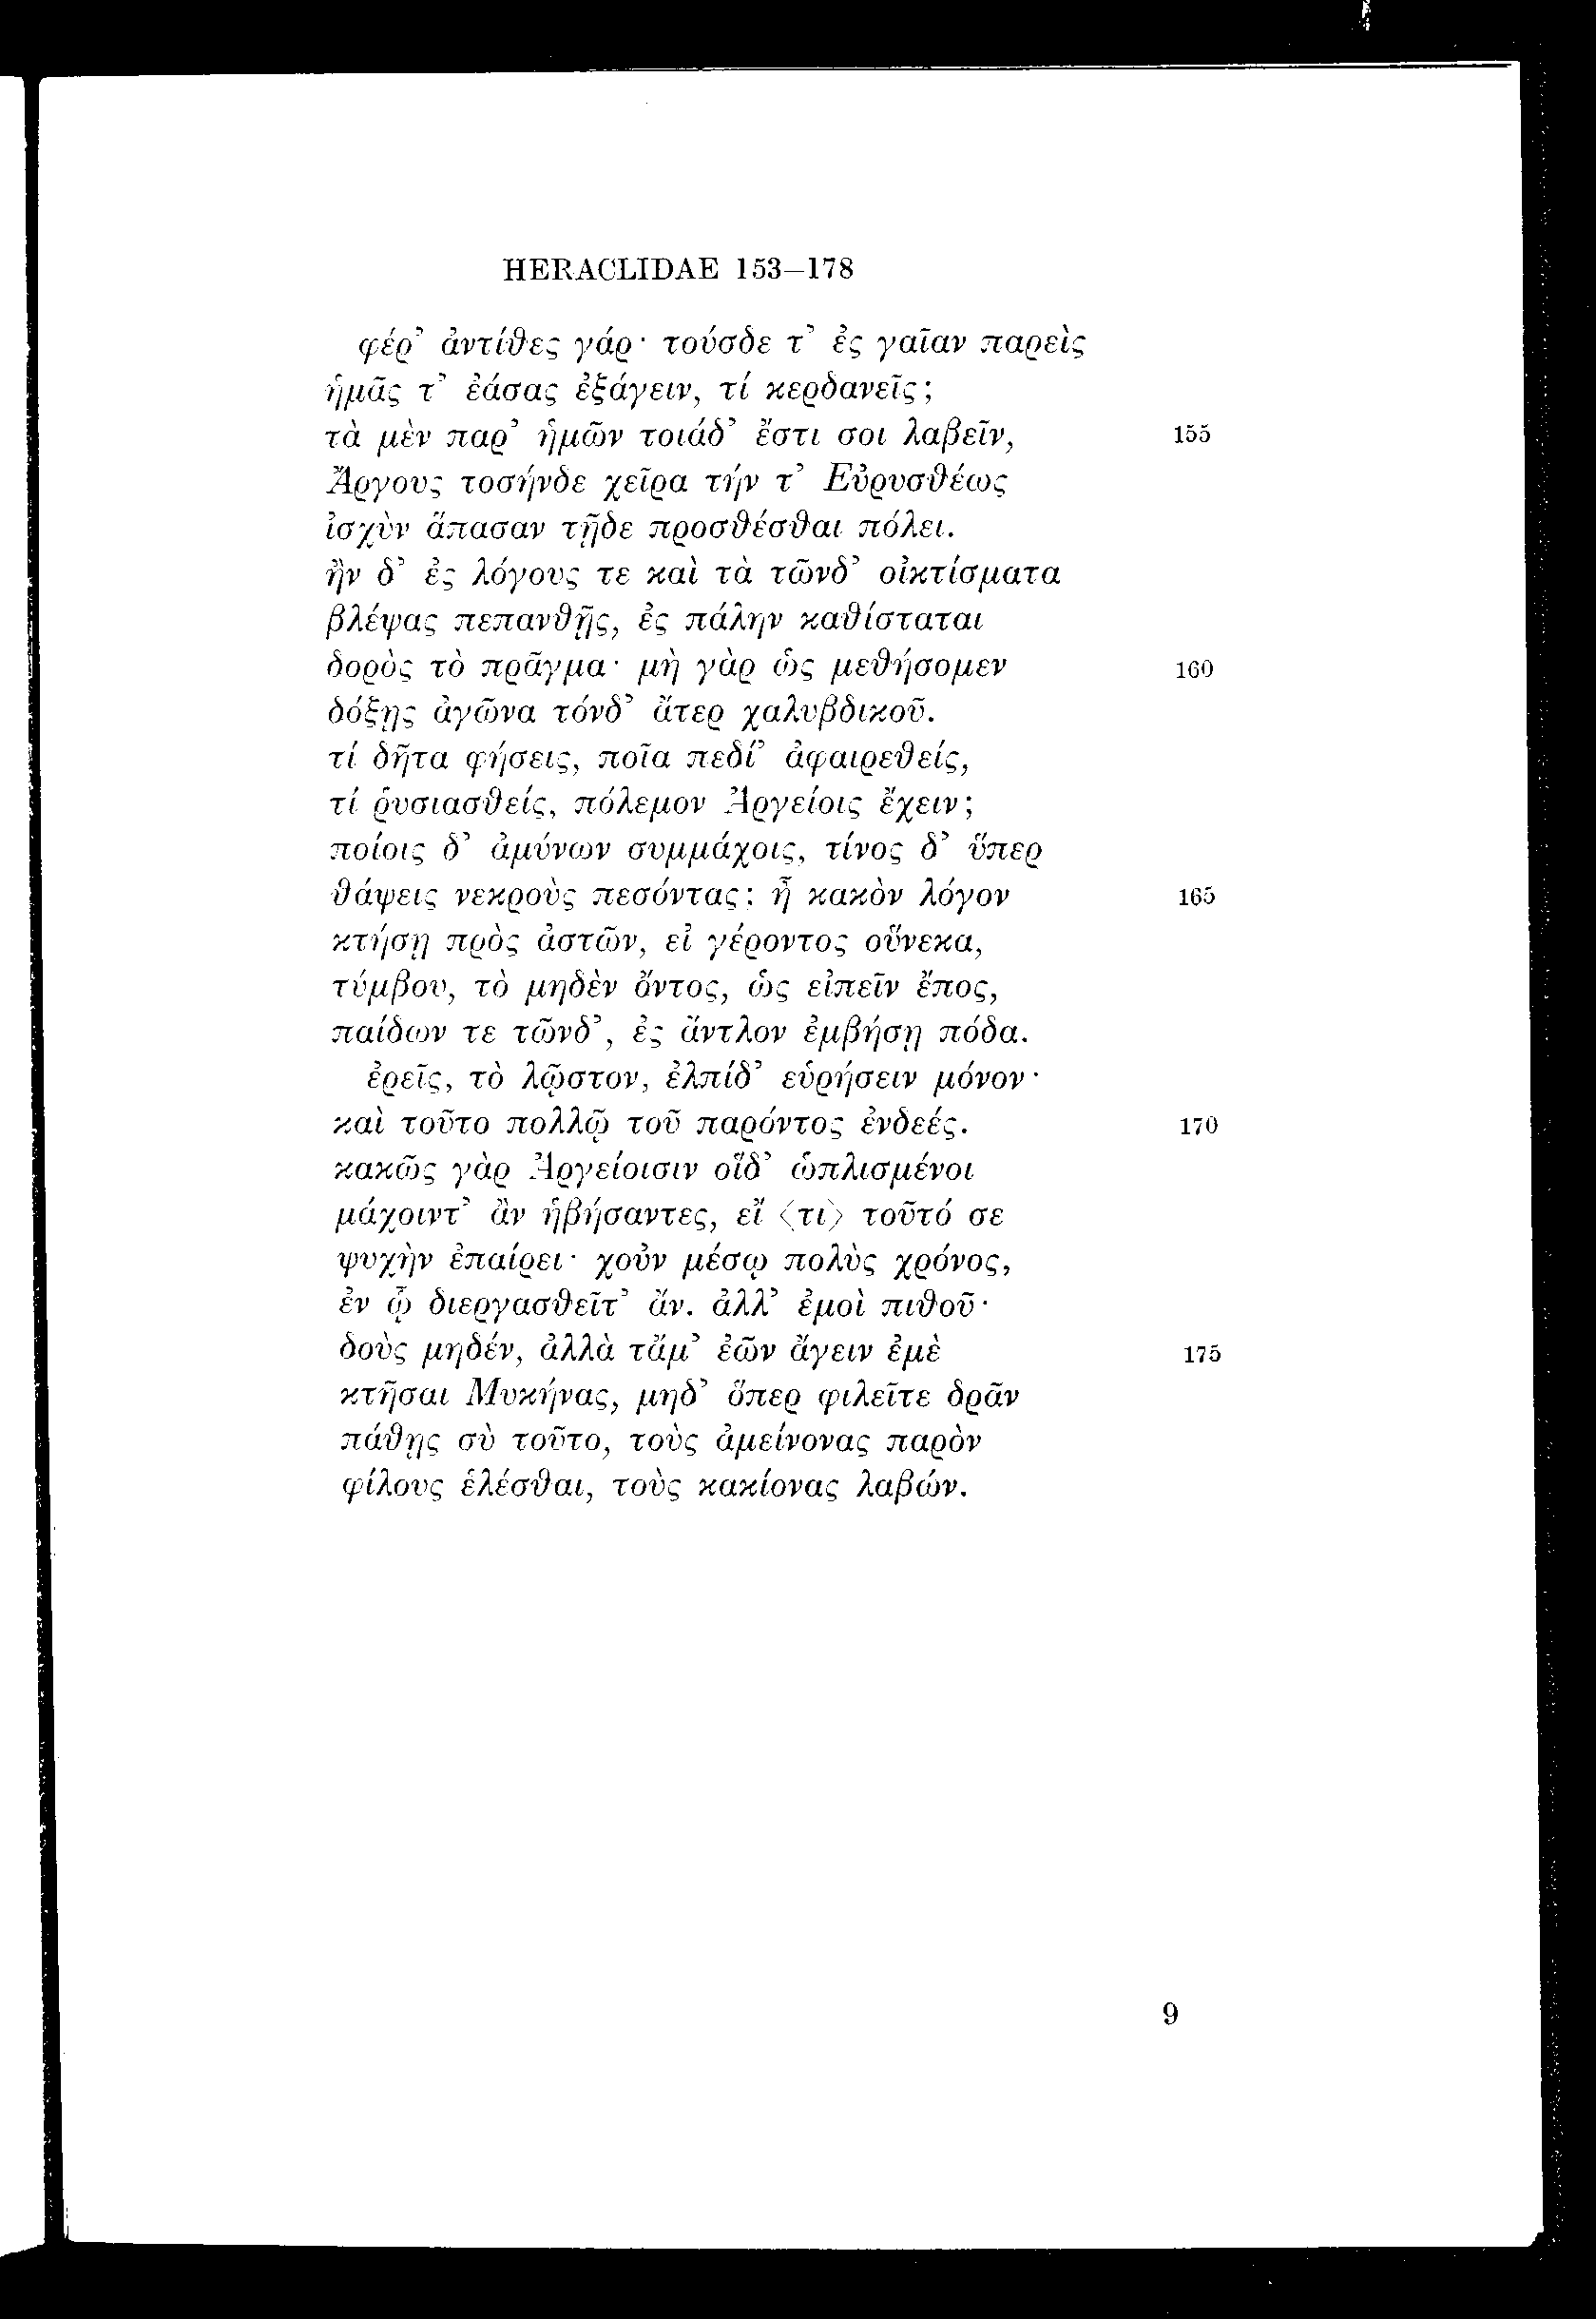 HERACLIDAE 153–178
φέρ’ ἀντίθες γάρ· τούσδε τ’ ἐς γαῖαν παρεὶς
ἡμᾶς τ’ ἐάσας ἐξάγειν, τί κερδανεῖς;
τὰ μὲν παρ’ ἡμῶν τοιάδ’ ἔστι σοι λαβεῖν, 155
Ἄργους τοσήνδε χεῖρα τήν τ’ Εὐρυσθέως
ἰσχὺν ἅπασαν τῇδε προσθέσθαι πόλει.
ἢν δ’ ἐς λόγους τε καὶ τὰ τῶνδ’ οἰκτίσματα
βλέψας πεπανθῇς, ἐς πάλην καθίσταται
δορὸς τὸ πρᾶγμα· μὴ γὰρ ὡς μεθήσομεν 160
δόξῃς ἀγῶνα τόνδ’ ἄτερ χαλυβδικοῦ.
τί δῆτα φήσεις, ποῖα πεδί’ ἀφαιρεθείς,
τί ῥυσιασθείς, πόλεμον Ἀργείοις ἔχειν;
ποίοις δ’ ἀμύνων συμμάχοις, τίνος δ’ ὕπερ
θάψεις νεκροὺς πεσόντας; ἦ κακὸν λόγον 165
κτήσῃ πρὸς ἀστῶν, εἰ γέροντος οὕνεκα,
τύμβου, τὸ μηδὲν ὄντος, ὡς εἰπεῖν ἔπος,
παίδων τε τῶνδ’, ἐς ἄντλον ἐμβήσῃ πόδα.
ἐρεῖς, τὸ λῷστον, ἐλπίδ’ εὑρήσειν μόνον·
καὶ τοῦτο πολλῷ τοῦ παρόντος ἐνδεές. 170
κακῶς γὰρ Ἀργείοισιν οἵδ’ ὡπλισμένοι
μάχοιντ’ ἂν ἡβήσαντες, εἴ ⟨τι⟩ τοῦτό σε
ψυχὴν ἐπαίρει· χοὖν μέσῳ πολὺς χρόνος,
ἐν ᾧ διεργασθεῖτ’ ἄν. ἀλλ’ ἐμοὶ πιθοῦ·
δοὺς μηδέν, ἀλλὰ τἄμ’ ἐῶν ἄγειν ἐμὲ 175
κτῆσαι Μυκήνας, μηδ’ ὅπερ φιλεῖτε δρᾶν
πάθῃς σὺ τοῦτο, τοὺς ἀμείνονας παρὸν
φίλους ἑλέσθαι, τοὺς κακίονας λαβών.
9